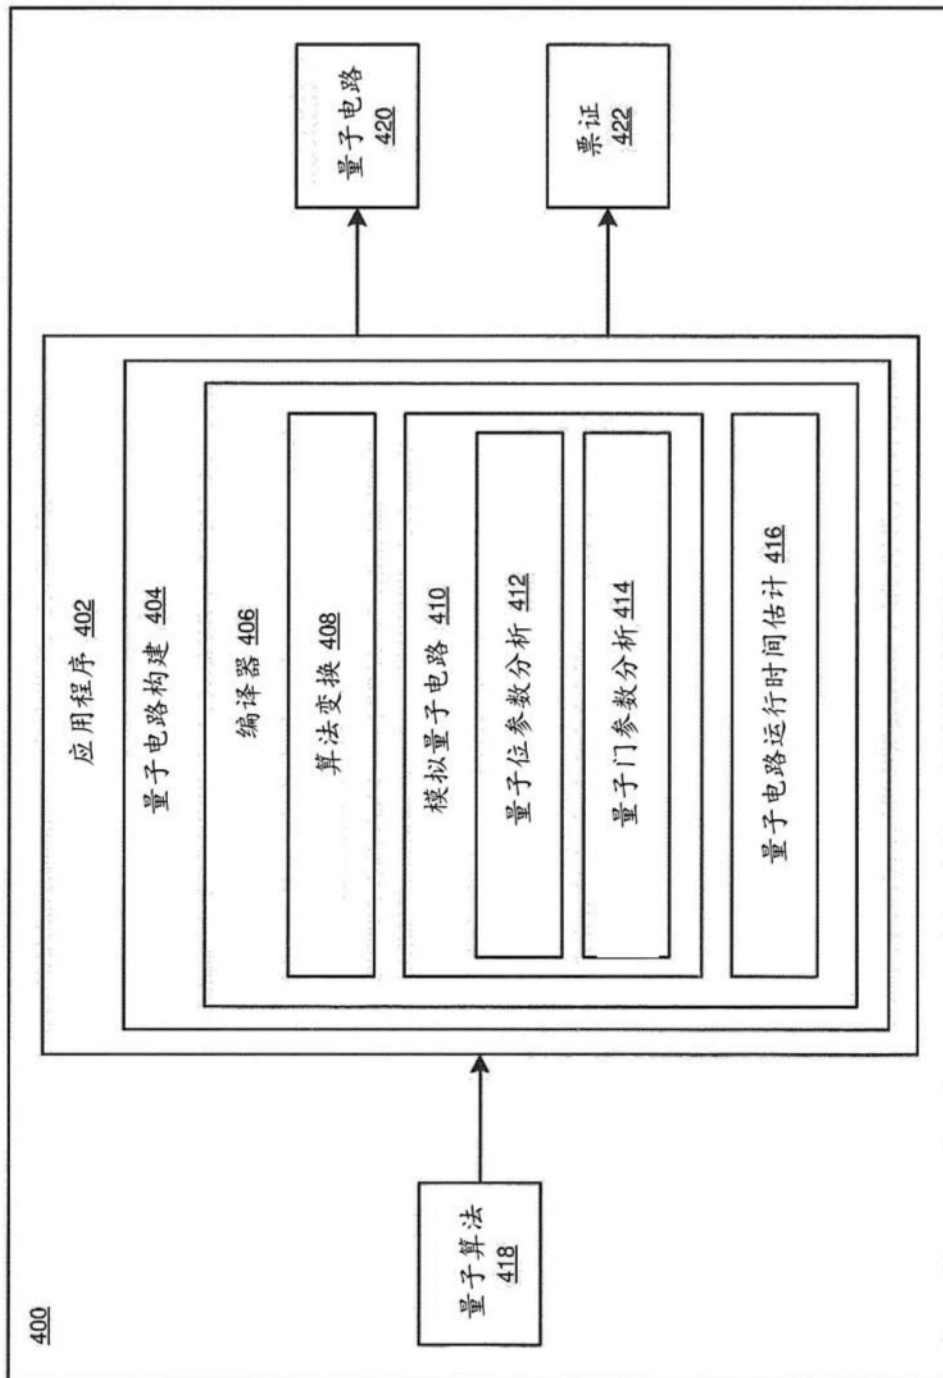 400
量子算法
418
应用程序 402
量子电路构建 404
编译器 406
算法变换 408
模拟量子电路 410
量子位参数分析 412
量子门参数分析414
量子电路运行时间估计 416
量子电路
420
票证
422